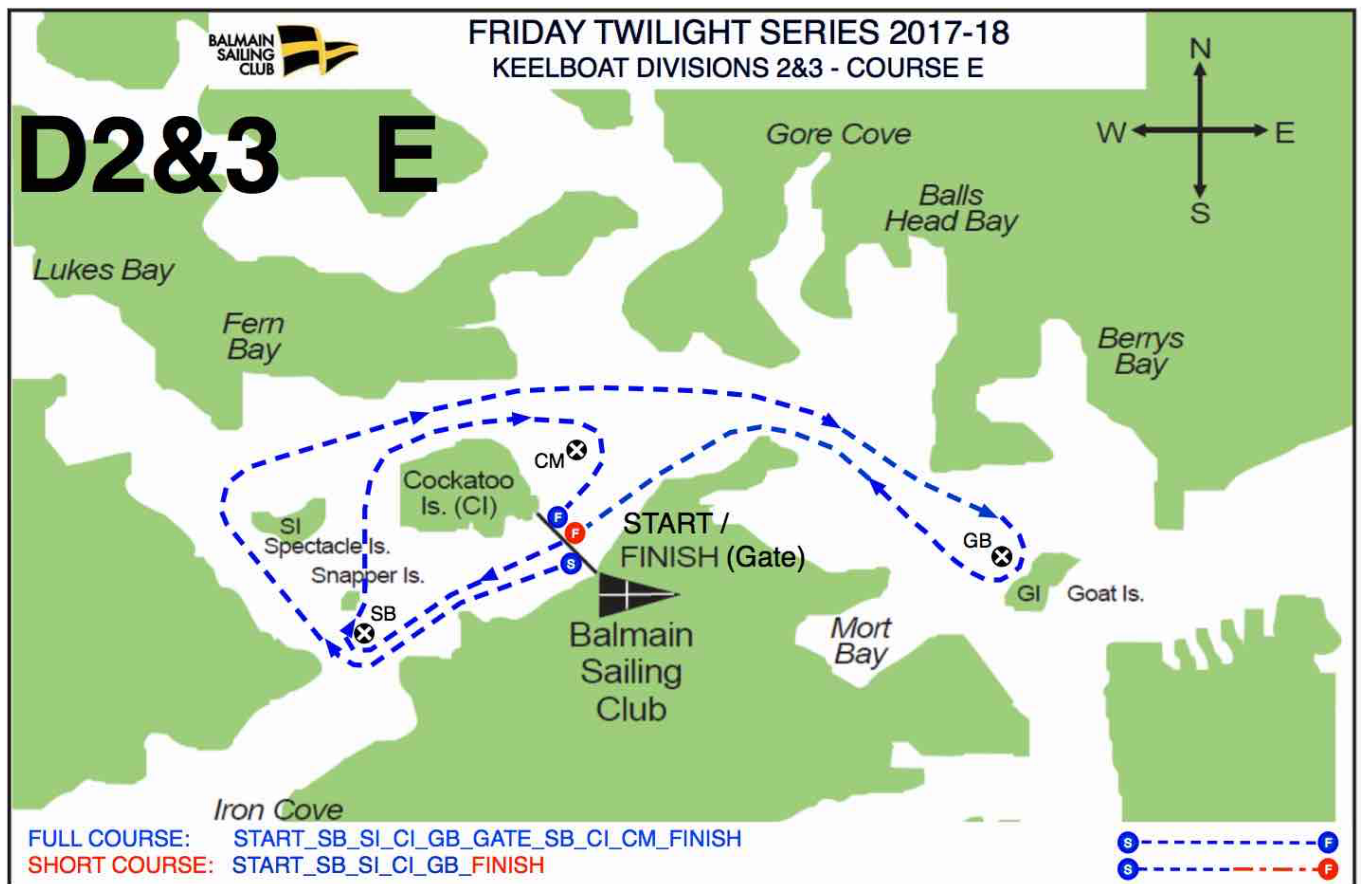 BALMAIN
SAILING
CLUB
FRIDAY TWILIGHT SERIES 2017-18
KEELBOAT DIVISIONS 2&3 - COURSE E
D2&3 E
N
W E
S
Gore Cove
Balls
Head Bay
Lukes Bay
Fern
Bay
Berrys
Bay
CM
Cockatoo
Is. (CI)
F
F
S
START /
FINISH (Gate)
SI
Spectacle Is.
Snapper Is.
SB
GB
GI Goat Is.
Balmain
Sailing
Club
Mort
Bay
Iron Cove
FULL COURSE: START_SB_SI_CI_GB_GATE_SB_CI_CM_FINISH
S F
SHORT COURSE: START_SB_SI_CI_GB_FINISH
S F